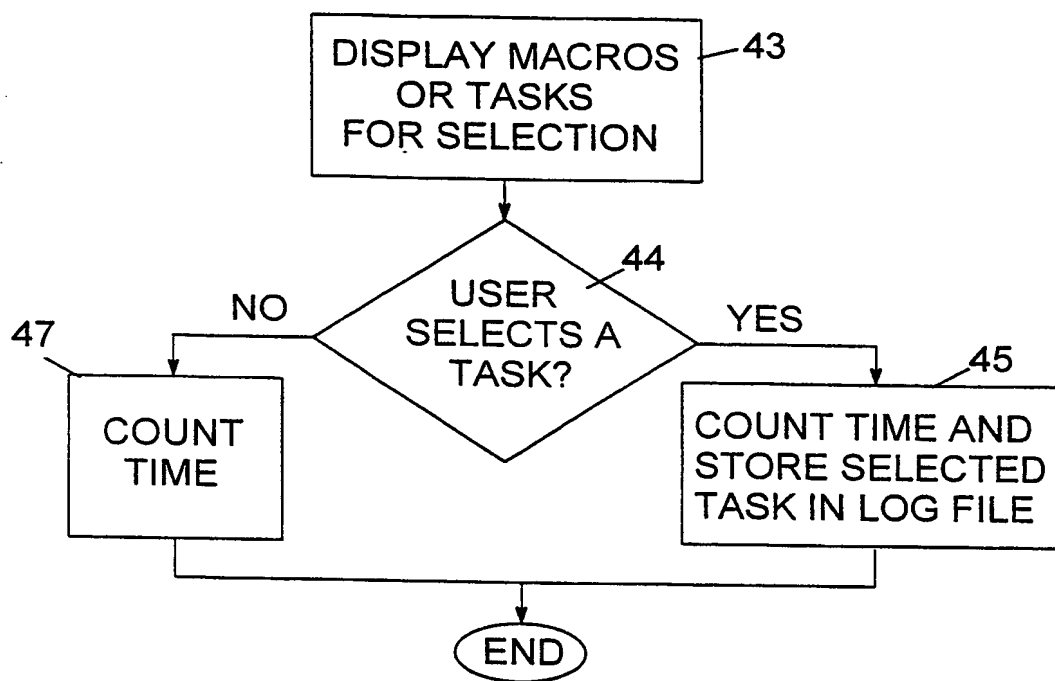 43
DISPLAY MACROS
OR TASKS
FOR SELECTION
44
USER
SELECTS A
TASK?
NO
YES
47
COUNT
TIME
45
COUNT TIME AND
STORE SELECTED
TASK IN LOG FILE
END